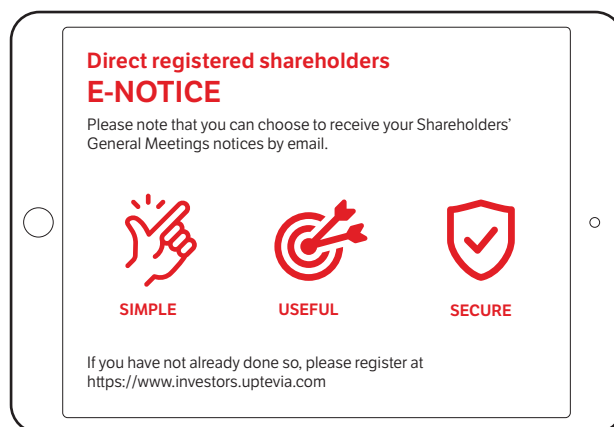 Direct registered shareholders
E-NOTICE
Please note that you can choose to receive your Shareholders'
General Meetings notices by email.
SIMPLE
USEFUL
SECURE
If you have not already done so, please register at
https://www.investors.uptevia.com